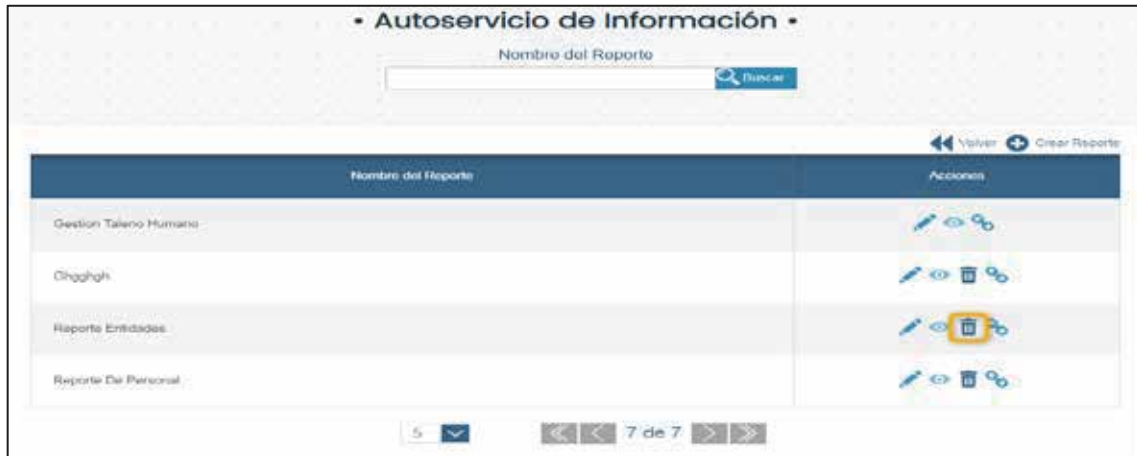 • Autoservicio de Información •
Nombre del Reporte
Buscar
Volver Crear Reporte
Nombre del Reporte Acciones
Gestion Taleno Humano
Ghgghgh
Reporte Entidades
Reporte De Personal
5 7 de 7